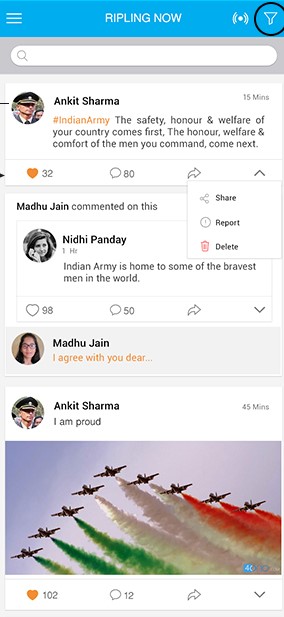 RIPLING NOW
Ankit Sharma
15 Mins
#IndianArmy The safety, honour & welfare of
your country comes first, The honour, welfare &
comfort of the men you command, come next.
32
80
Share
Report
Delete
Madhu Jain commented on this
Nidhi Panday
1 Hr
Indian Army is home to some of the bravest
men in the world.
98
50
Madhu Jain
I agree with you dear...
Ankit Sharma
45 Mins
I am proud
102
12